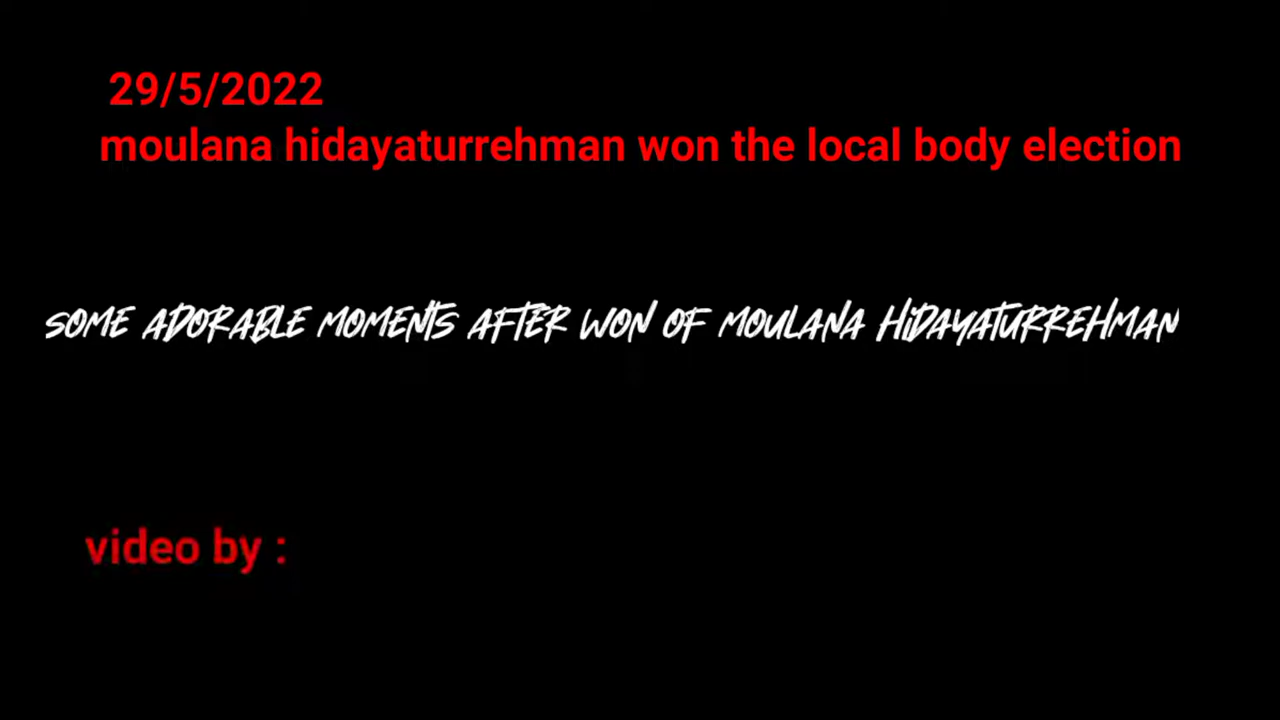 29/5/2022
moulana hidayaturrehman won the local body election
SOME ADORABLE MOMENTS AFTER WON OF MOULANA HiDAYATURREHMAN
video by :